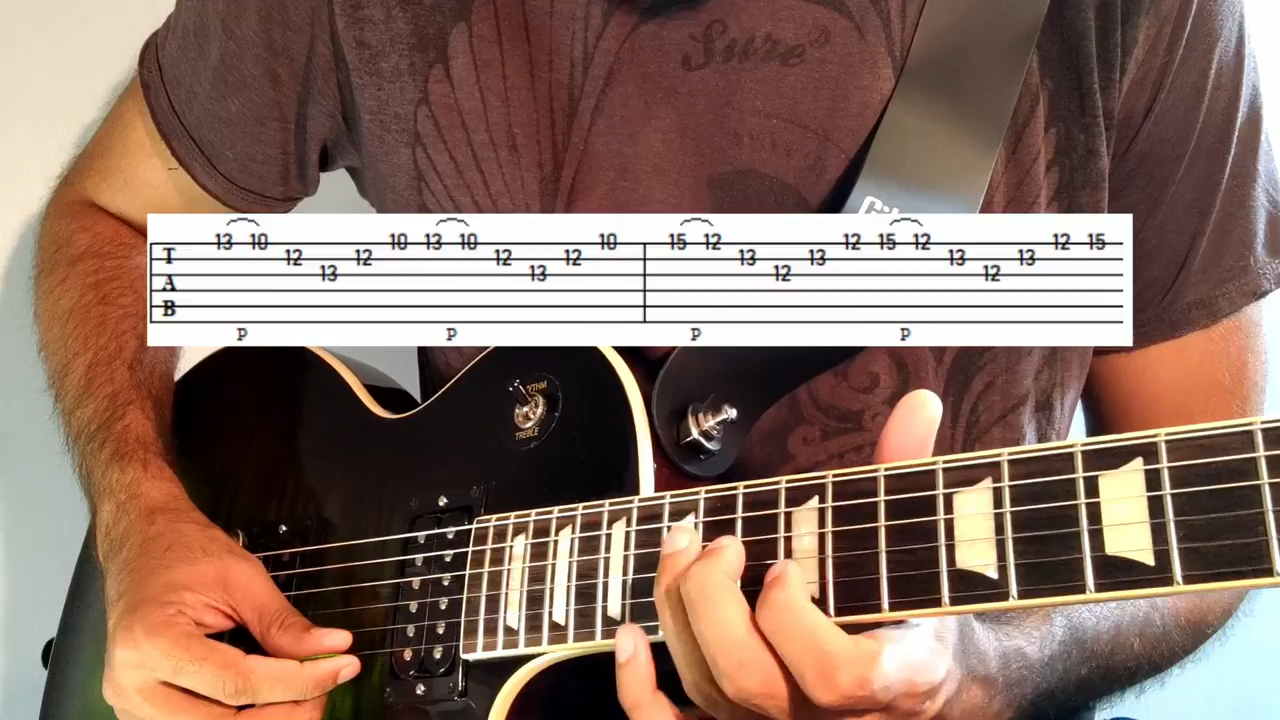 13 10 10 13 10 10 15 12 12 15 12 12 15
T 12 12 12 12 13 13 13 13
13 13 12 12
A
B
P P P P
TREBLE